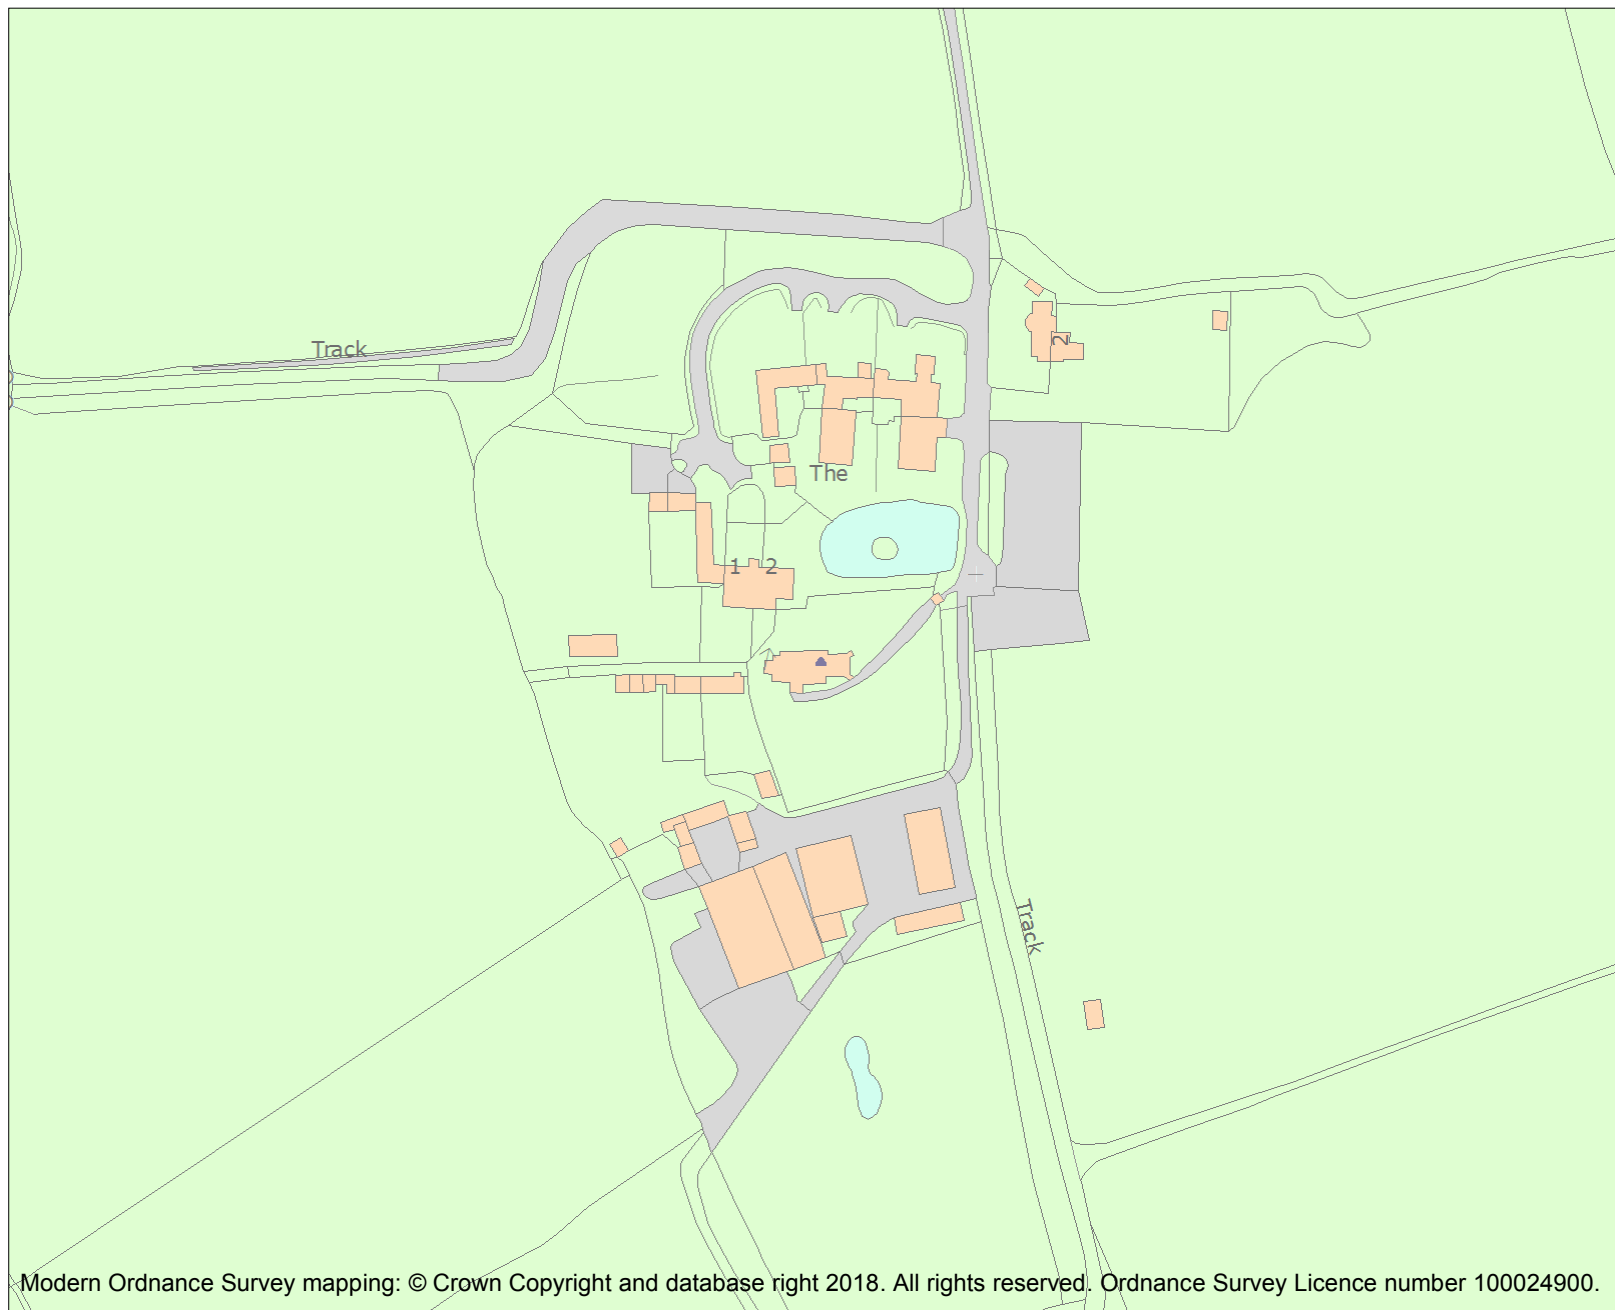 Track
2
The
1 2
Track
Modern Ordnance Survey mapping: © Crown Copyright and database right 2018. All rights reserved. Ordnance Survey Licence number 100024900.